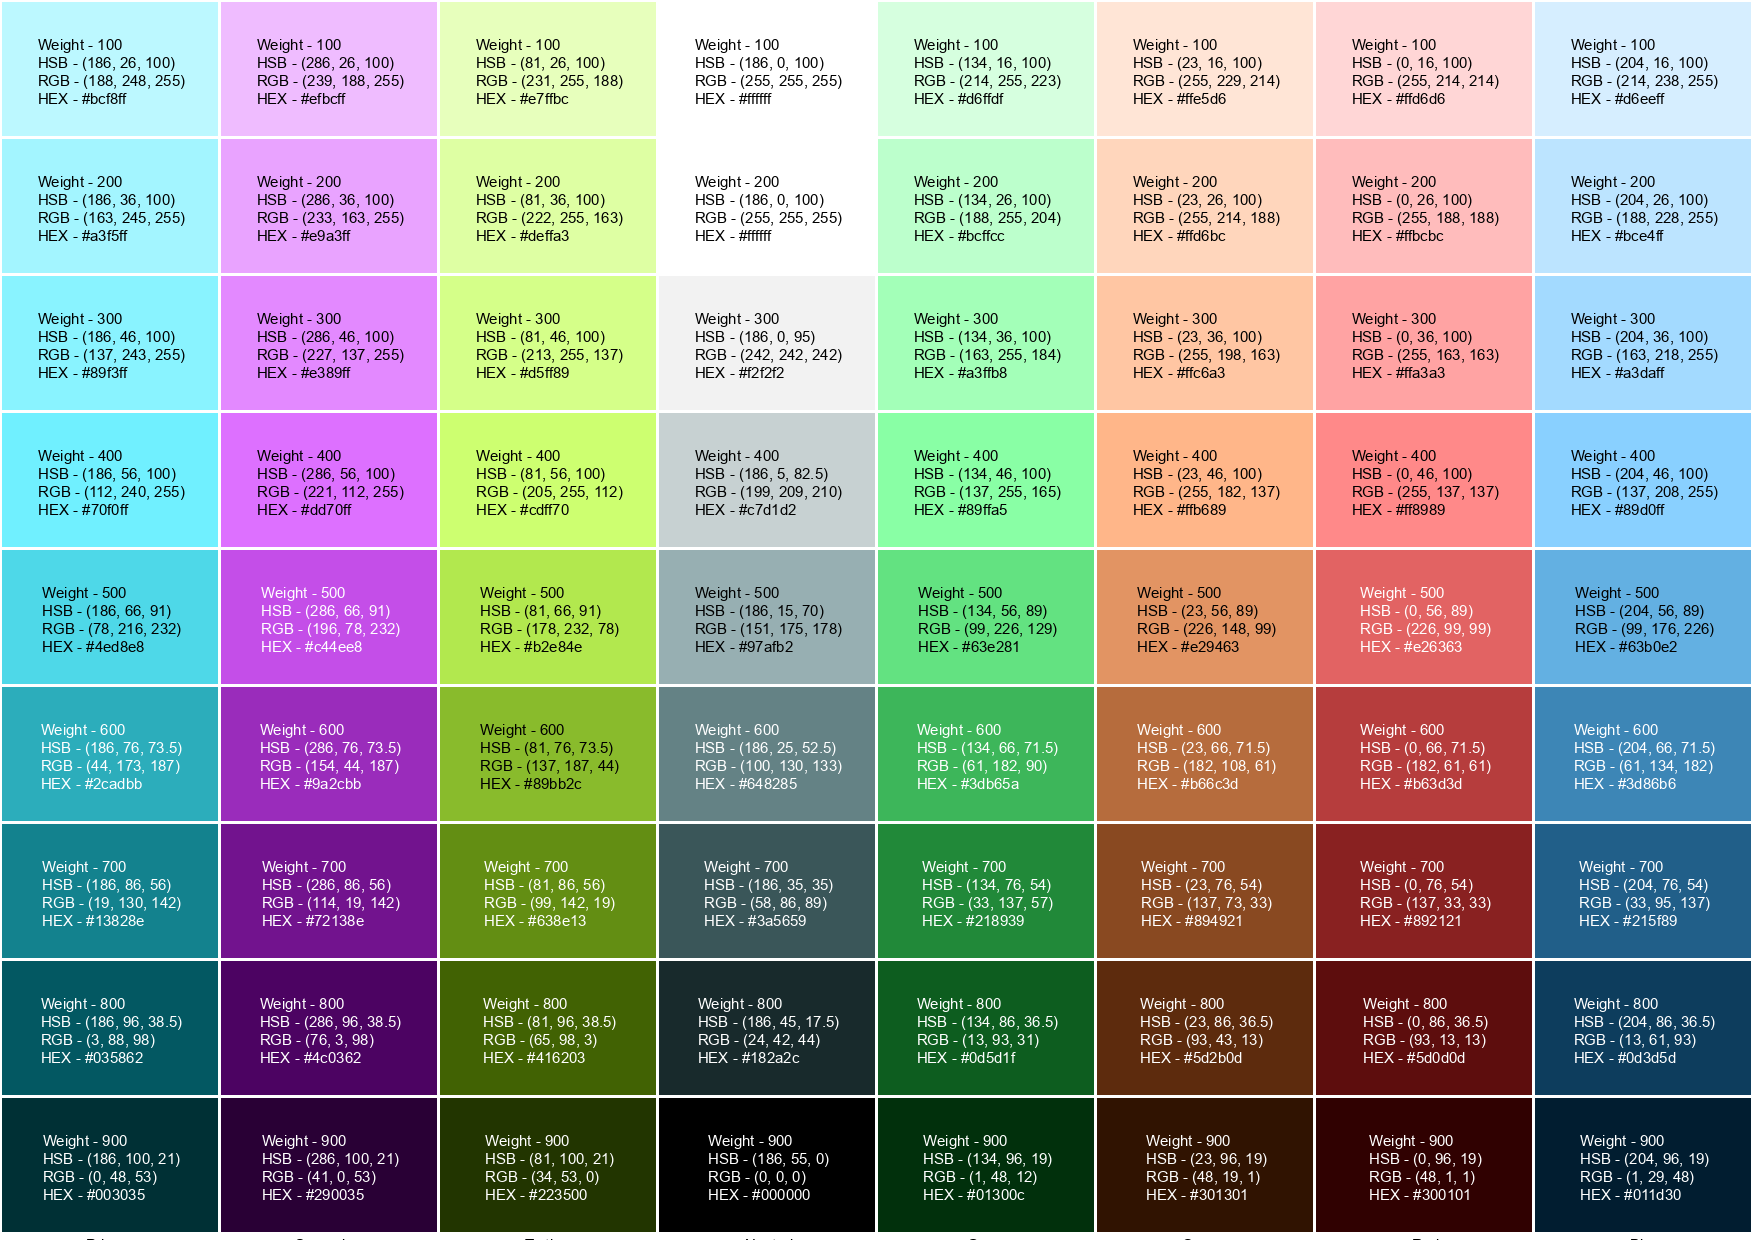 Weight - 100
HSB - (186, 26, 100)
RGB - (188, 248, 255)
HEX - #bcf8ff
Weight - 100
HSB - (286, 26, 100)
RGB - (239, 188, 255)
HEX - #efbcff
Weight - 100
HSB - (81, 26, 100)
RGB - (231, 255, 188)
HEX - #e7ffbc
Weight - 100
HSB - (186, 0, 100)
RGB - (255, 255, 255)
HEX - #ffffff
Weight - 100
HSB - (134, 16, 100)
RGB - (214, 255, 223)
HEX - #d6ffdf
Weight - 100
HSB - (23, 16, 100)
RGB - (255, 229, 214)
HEX - #ffe5d6
Weight - 100
HSB - (0, 16, 100)
RGB - (255, 214, 214)
HEX - #ffd6d6
Weight - 100
HSB - (204, 16, 100)
RGB - (214, 238, 255)
HEX - #d6eeff
Weight - 200
HSB - (186, 36, 100)
RGB - (163, 245, 255)
HEX - #a3f5ff
Weight - 200
HSB - (286, 36, 100)
RGB - (233, 163, 255)
HEX - #e9a3ff
Weight - 200
HSB - (81, 36, 100)
RGB - (222, 255, 163)
HEX - #deffa3
Weight - 200
HSB - (186, 0, 100)
RGB - (255, 255, 255)
HEX - #ffffff
Weight - 200
HSB - (134, 26, 100)
RGB - (188, 255, 204)
HEX - #bcffcc
Weight - 200
HSB - (23, 26, 100)
RGB - (255, 214, 188)
HEX - #ffd6bc
Weight - 200
HSB - (0, 26, 100)
RGB - (255, 188, 188)
HEX - #ffbcbc
Weight - 200
HSB - (204, 26, 100)
RGB - (188, 228, 255)
HEX - #bce4ff
Weight - 300
HSB - (186, 46, 100)
RGB - (137, 243, 255)
HEX - #89f3ff
Weight - 300
HSB - (286, 46, 100)
RGB - (227, 137, 255)
HEX - #e389ff
Weight - 300
HSB - (81, 46, 100)
RGB - (213, 255, 137)
HEX - #d5ff89
Weight - 300
HSB - (186, 0, 95)
RGB - (242, 242, 242)
HEX - #f2f2f2
Weight - 300
HSB - (134, 36, 100)
RGB - (163, 255, 184)
HEX - #a3ffb8
Weight - 300
HSB - (23, 36, 100)
RGB - (255, 198, 163)
HEX - #ffc6a3
Weight - 300
HSB - (0, 36, 100)
RGB - (255, 163, 163)
HEX - #ffa3a3
Weight - 300
HSB - (204, 36, 100)
RGB - (163, 218, 255)
HEX - #a3daff
Weight - 400
HSB - (186, 56, 100)
RGB - (112, 240, 255)
HEX - #70f0ff
Weight - 400
HSB - (286, 56, 100)
RGB - (221, 112, 255)
HEX - #dd70ff
Weight - 400
HSB - (81, 56, 100)
RGB - (205, 255, 112)
HEX - #cdff70
Weight - 400
HSB - (186, 5, 82.5)
RGB - (199, 209, 210)
HEX - #c7d1d2
Weight - 400
HSB - (134, 46, 100)
RGB - (137, 255, 165)
HEX - #89ffa5
Weight - 400
HSB - (23, 46, 100)
RGB - (255, 182, 137)
HEX - #ffb689
Weight - 400
HSB - (0, 46, 100)
RGB - (255, 137, 137)
HEX - #ff8989
Weight - 400
HSB - (204, 46, 100)
RGB - (137, 208, 255)
HEX - #89d0ff
Weight - 500
HSB - (186, 66, 91)
RGB - (78, 216, 232)
HEX - #4ed8e8
Weight - 500
HSB - (286, 66, 91)
RGB - (196, 78, 232)
HEX - #c44ee8
Weight - 500
HSB - (81, 66, 91)
RGB - (178, 232, 78)
HEX - #b2e84e
Weight - 500
HSB - (186, 15, 70)
RGB - (151, 175, 178)
HEX - #97afb2
Weight - 500
HSB - (134, 56, 89)
RGB - (99, 226, 129)
HEX - #63e281
Weight - 500
HSB - (23, 56, 89)
RGB - (226, 148, 99)
HEX - #e29463
Weight - 500
HSB - (0, 56, 89)
RGB - (226, 99, 99)
HEX - #e26363
Weight - 500
HSB - (204, 56, 89)
RGB - (99, 176, 226)
HEX - #63b0e2
Weight - 600
HSB - (186, 76, 73.5)
RGB - (44, 173, 187)
HEX - #2cadbb
Weight - 600
HSB - (286, 76, 73.5)
RGB - (154, 44, 187)
HEX - #9a2cbb
Weight - 600
HSB - (81, 76, 73.5)
RGB - (137, 187, 44)
HEX - #89bb2c
Weight - 600
HSB - (186, 25, 52.5)
RGB - (100, 130, 133)
HEX - #648285
Weight - 600
HSB - (134, 66, 71.5)
RGB - (61, 182, 90)
HEX - #3db65a
Weight - 600
HSB - (23, 66, 71.5)
RGB - (182, 108, 61)
HEX - #b66c3d
Weight - 600
HSB - (0, 66, 71.5)
RGB - (182, 61, 61)
HEX - #b63d3d
Weight - 600
HSB - (204, 66, 71.5)
RGB - (61, 134, 182)
HEX - #3d86b6
Weight - 700
HSB - (186, 86, 56)
RGB - (19, 130, 142)
HEX - #13828e
Weight - 700
HSB - (286, 86, 56)
RGB - (114, 19, 142)
HEX - #72138e
Weight - 700
HSB - (81, 86, 56)
RGB - (99, 142, 19)
HEX - #638e13
Weight - 700
HSB - (186, 35, 35)
RGB - (58, 86, 89)
HEX - #3a5659
Weight - 700
HSB - (134, 76, 54)
RGB - (33, 137, 57)
HEX - #218939
Weight - 700
HSB - (23, 76, 54)
RGB - (137, 73, 33)
HEX - #894921
Weight - 700
HSB - (0, 76, 54)
RGB - (137, 33, 33)
HEX - #892121
Weight - 700
HSB - (204, 76, 54)
RGB - (33, 95, 137)
HEX - #215f89
Weight - 800
HSB - (186, 96, 38.5)
RGB - (3, 88, 98)
HEX - #035862
Weight - 800
HSB - (286, 96, 38.5)
RGB - (76, 3, 98)
HEX - #4c0362
Weight - 800
HSB - (81, 96, 38.5)
RGB - (65, 98, 3)
HEX - #416203
Weight - 800
HSB - (186, 45, 17.5)
RGB - (24, 42, 44)
HEX - #182a2c
Weight - 800
HSB - (134, 86, 36.5)
RGB - (13, 93, 31)
HEX - #0d5d1f
Weight - 800
HSB - (23, 86, 36.5)
RGB - (93, 43, 13)
HEX - #5d2b0d
Weight - 800
HSB - (0, 86, 36.5)
RGB - (93, 13, 13)
HEX - #5d0d0d
Weight - 800
HSB - (204, 86, 36.5)
RGB - (13, 61, 93)
HEX - #0d3d5d
Weight - 900
HSB - (186, 100, 21)
RGB - (0, 48, 53)
HEX - #003035
Weight - 900
HSB - (286, 100, 21)
RGB - (41, 0, 53)
HEX - #290035
Weight - 900
HSB - (81, 100, 21)
RGB - (34, 53, 0)
HEX - #223500
Weight - 900
HSB - (186, 55, 0)
RGB - (0, 0, 0)
HEX - #000000
Weight - 900
HSB - (134, 96, 19)
RGB - (1, 48, 12)
HEX - #01300c
Weight - 900
HSB - (23, 96, 19)
RGB - (48, 19, 1)
HEX - #301301
Weight - 900
HSB - (0, 96, 19)
RGB - (48, 1, 1)
HEX - #300101
Weight - 900
HSB - (204, 96, 19)
RGB - (1, 29, 48)
HEX - #011d30